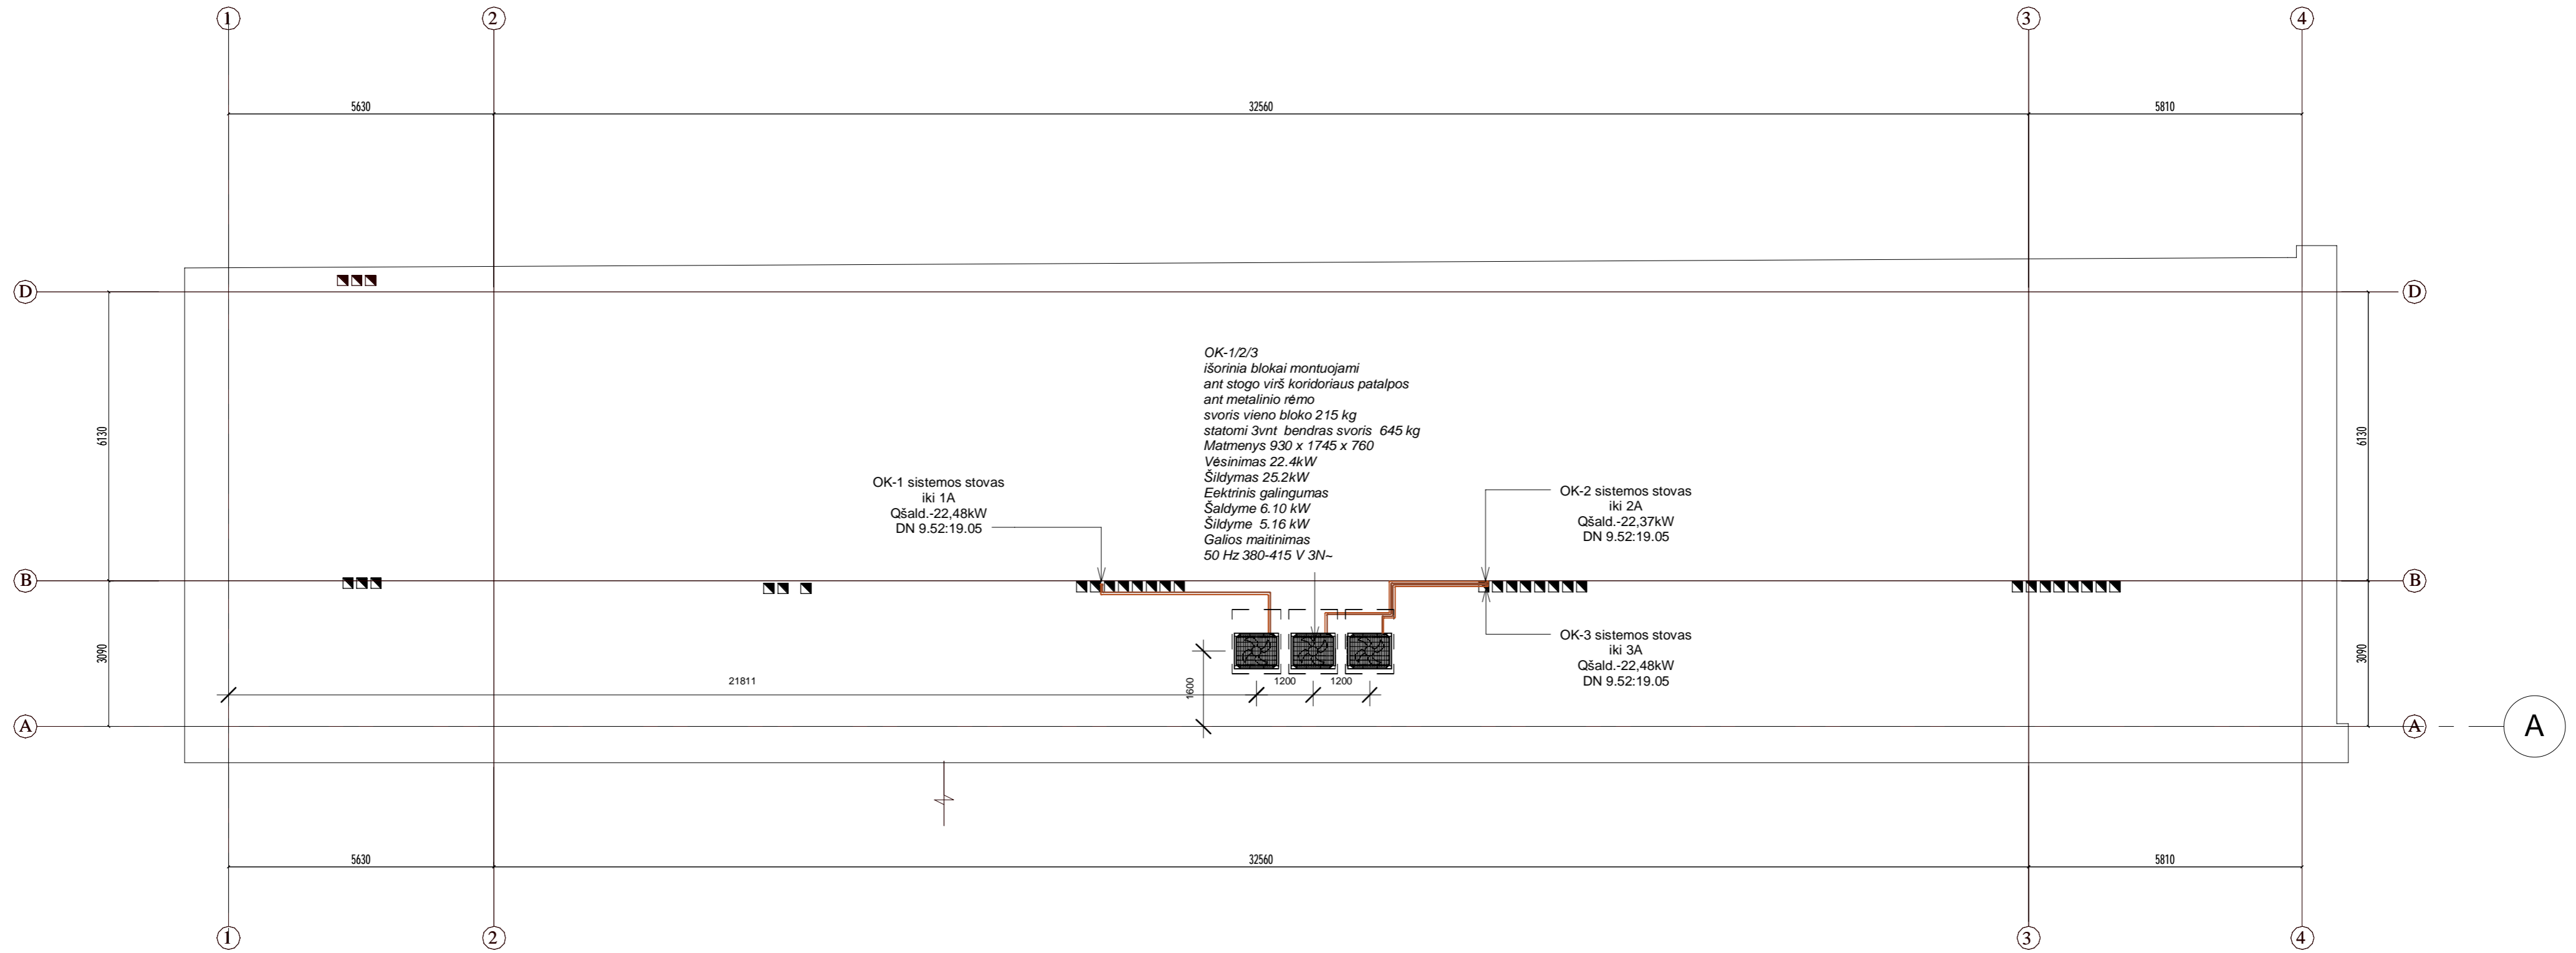 1
2
3
4
5630
32560
5810
D
D
OK-1/2/3
išorinia blokai montuojami
ant stogo virš koridoriaus patalpos
ant metalinio rėmo
svoris vieno bloko 215 kg
statomi 3vnt bendras svoris 645 kg
Matmenys 930 x 1745 x 760
Vėsinimas 22.4kW
Šildymas 25.2kW
Eektrinis galingumas
Šaldyme 6.10 kW
Šildyme 5.16 kW
Galios maitinimas
50 Hz 380-415 V 3N~
6130
6130
OK-1 sistemos stovas
iki 1A
Qšald.-22,48kW
DN 9.52:19.05
OK-2 sistemos stovas
iki 2A
Qšald.-22,37kW
DN 9.52:19.05
B
B
OK-3 sistemos stovas
iki 3A
Qšald.-22,48kW
DN 9.52:19.05
3090
3090
21811
1200
1200
1600
A
A
A
5630
32560
5810
1
2
3
4